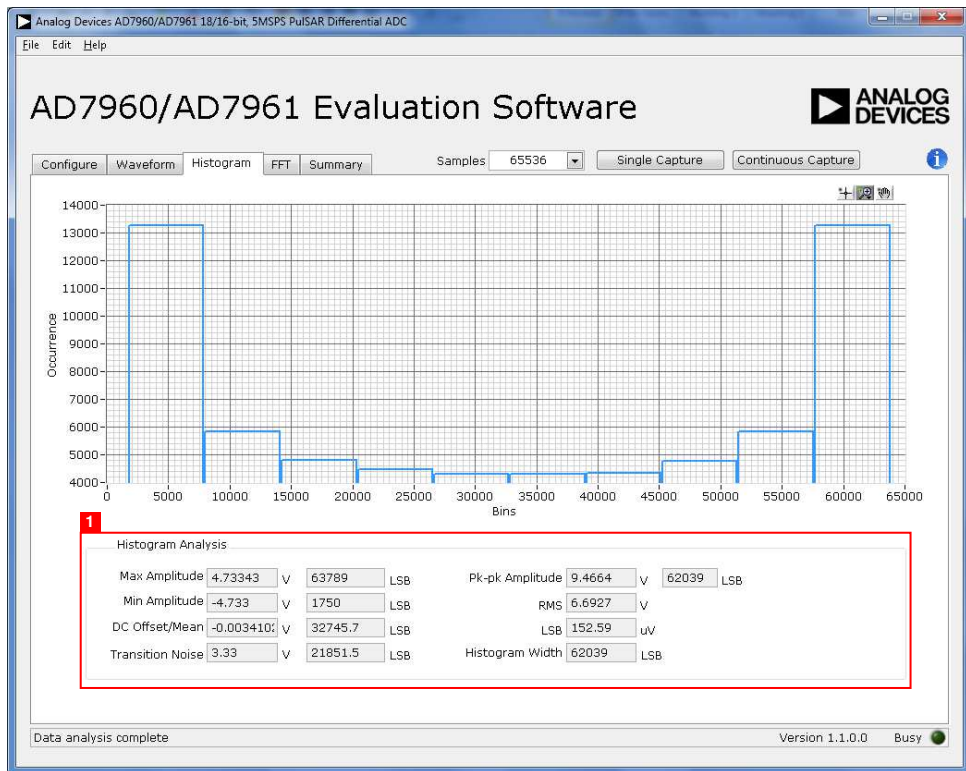 Analog Devices AD7960/AD7961 18/16-bit, 5MSPS PulSAR Differential ADC
File Edit Help
AD7960/AD7961 Evaluation Software
ANALOG
DEVICES
Configure Waveform Histogram FFT Summary Samples 65536 Single Capture Continuous Capture i
14000
13000
12000
11000
10000
9000
8000
7000
6000
5000
4000
Occurrence
0 5000 10000 15000 20000 25000 30000 35000 40000 45000 50000 55000 60000 65000
Bins
1
Histogram Analysis
Max Amplitude 4.73343 V 63789 LSB Pk-pk Amplitude 9.4664 V 62039 LSB
Min Amplitude -4.733 V 1750 LSB RMS 6.6927 V
DC Offset/Mean -0.0034102 V 32745.7 LSB LSB 152.59 uV
Transition Noise 3.33 V 21851.5 LSB Histogram Width 62039 LSB
Data analysis complete Version 1.1.0.0 Busy